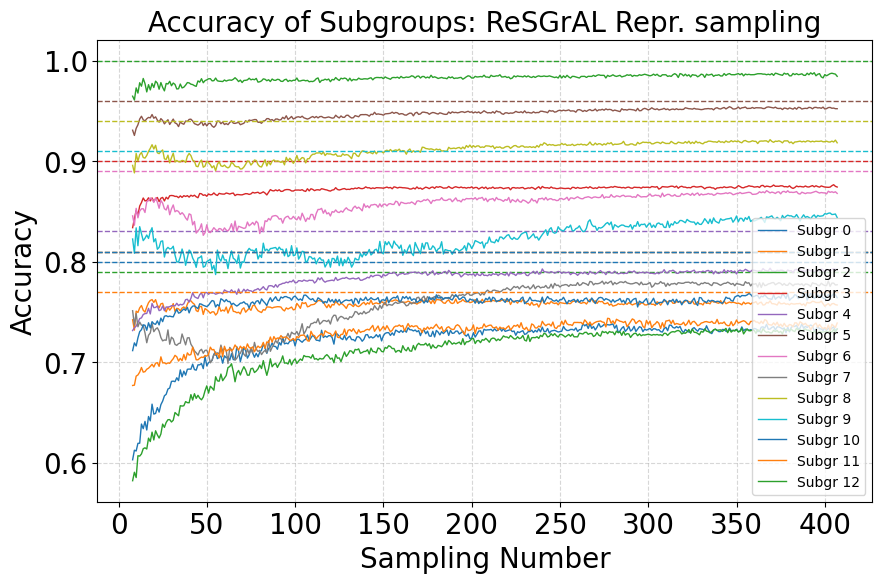 Accuracy of Subgroups: ReSGrAL Repr. sampling
1.0
0.9
0.8
0.7
0.6
Accuracy
Subgr 0
Subgr 1
Subgr 2
Subgr 3
Subgr 4
Subgr 5
Subgr 6
Subgr 7
Subgr 8
Subgr 9
Subgr 10
Subgr 11
Subgr 12
0 50 100 150 200 250 300 350 400
Sampling Number